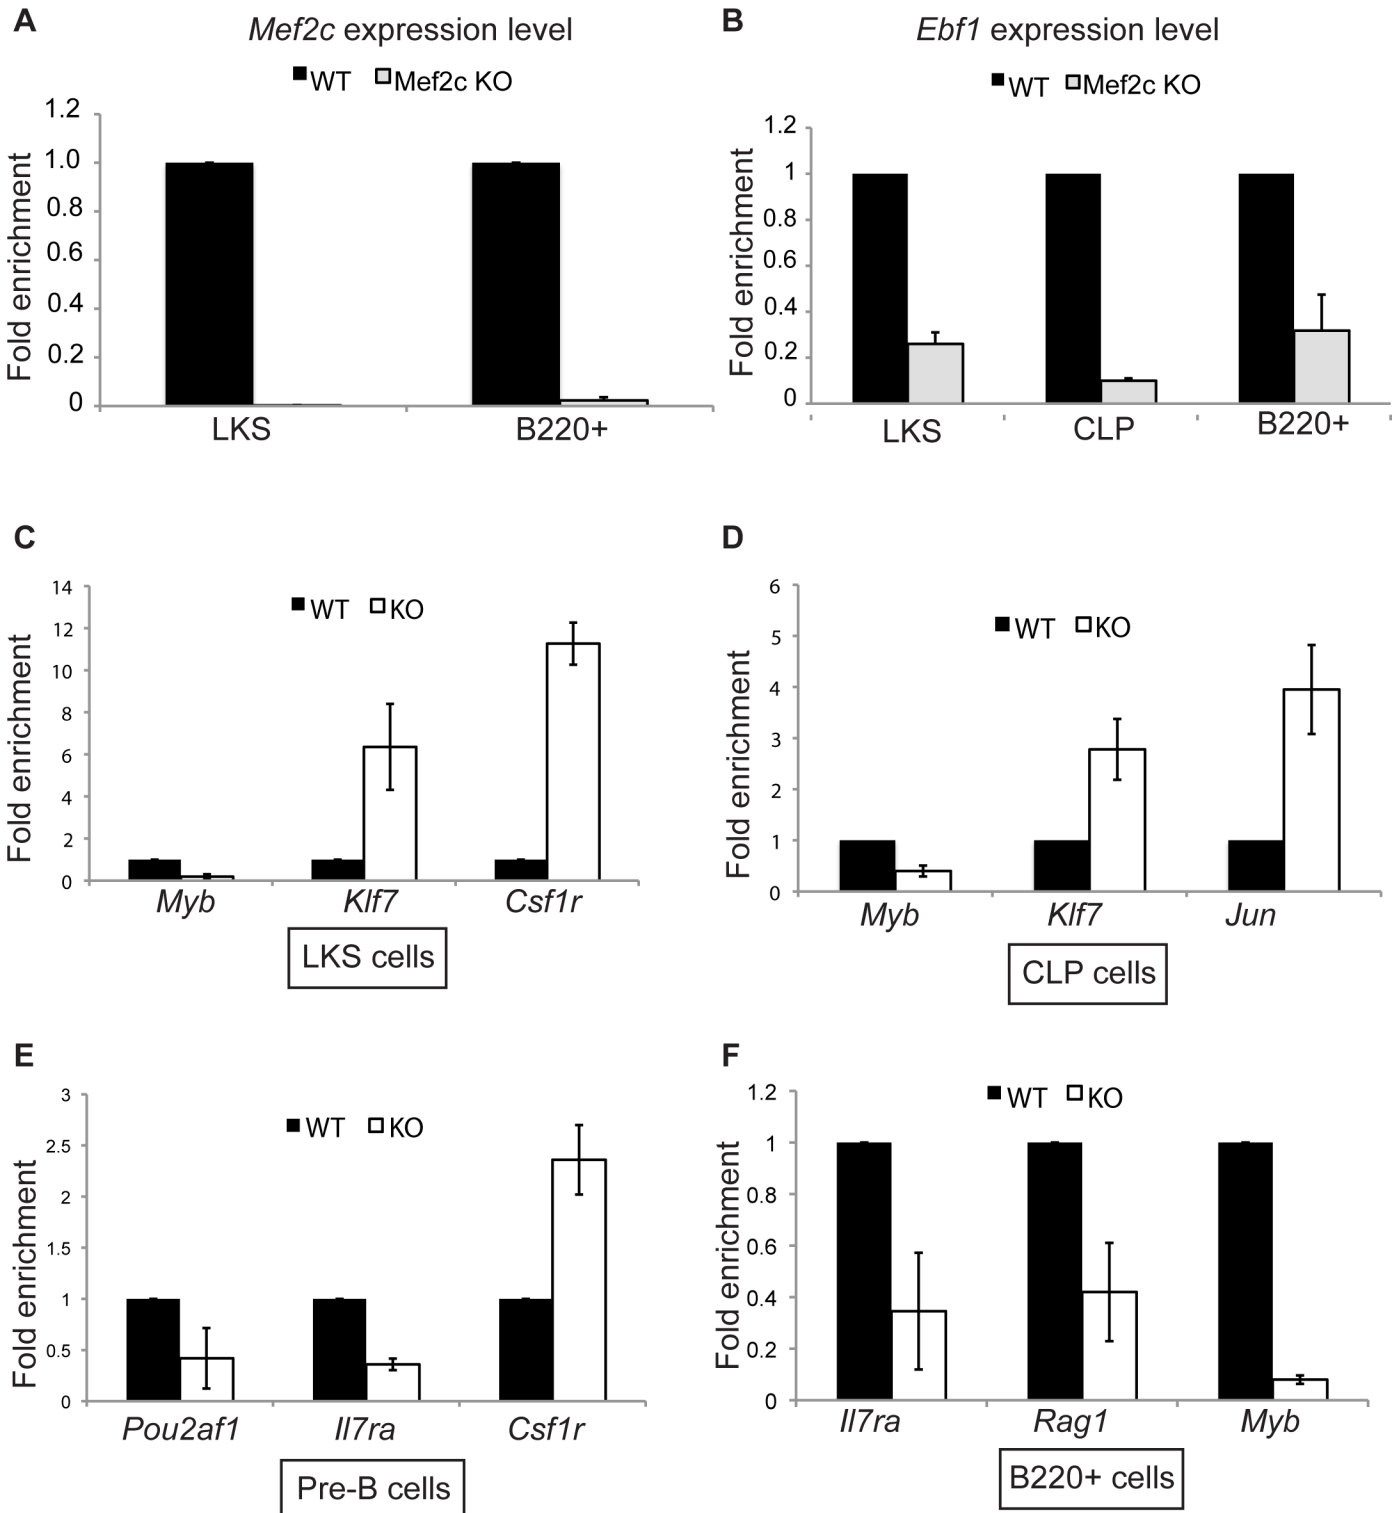 A
Mef2c expression level
WT Mef2c KO
Fold enrichment
1.2
1.0
0.8
0.6
0.4
0.2
0
LKS B220+
B
Ebf1 expression level
WT Mef2c KO
Fold enrichment
1.2
1
0.8
0.6
0.4
0.2
0
LKS CLP B220+
C
WT KO
Fold enrichment
14
12
10
8
6
4
2
0
Myb Klf7 Csf1r
LKS cells
D
WT KO
Fold enrichment
6
5
4
3
2
1
0
Myb Klf7 Jun
CLP cells
E
WT KO
Fold enrichment
3
2.5
2
1.5
1
0.5
0
Pou2af1 Il7ra Csf1r
Pre-B cells
F
WT KO
Fold enrichment
1.2
1
0.8
0.6
0.4
0.2
0
Il7ra Rag1 Myb
B220+ cells